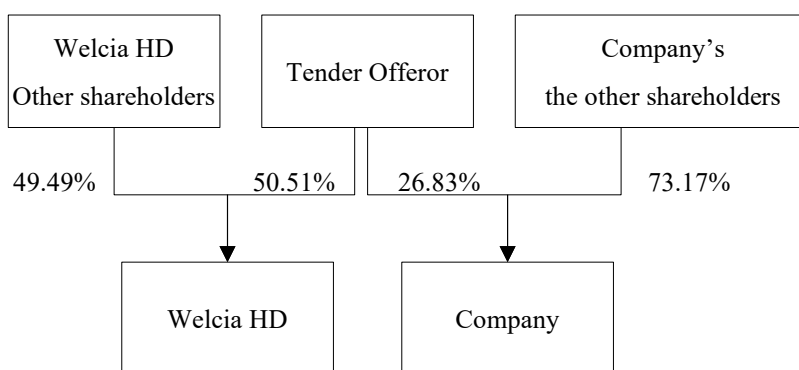 Welcia HD
Other shareholders
Tender Offeror
Company’s
the other shareholders
49.49%
50.51%
26.83%
73.17%
Welcia HD
Company